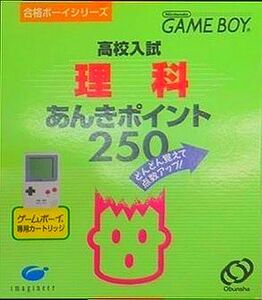 合格ボーイシリーズ
GAME BOY
高校入試
理科
あんきポイント
250
どんどん覚えて
点数アップ!
ゲームボーイ
専用カートリッジ
imagineer
Obunsha